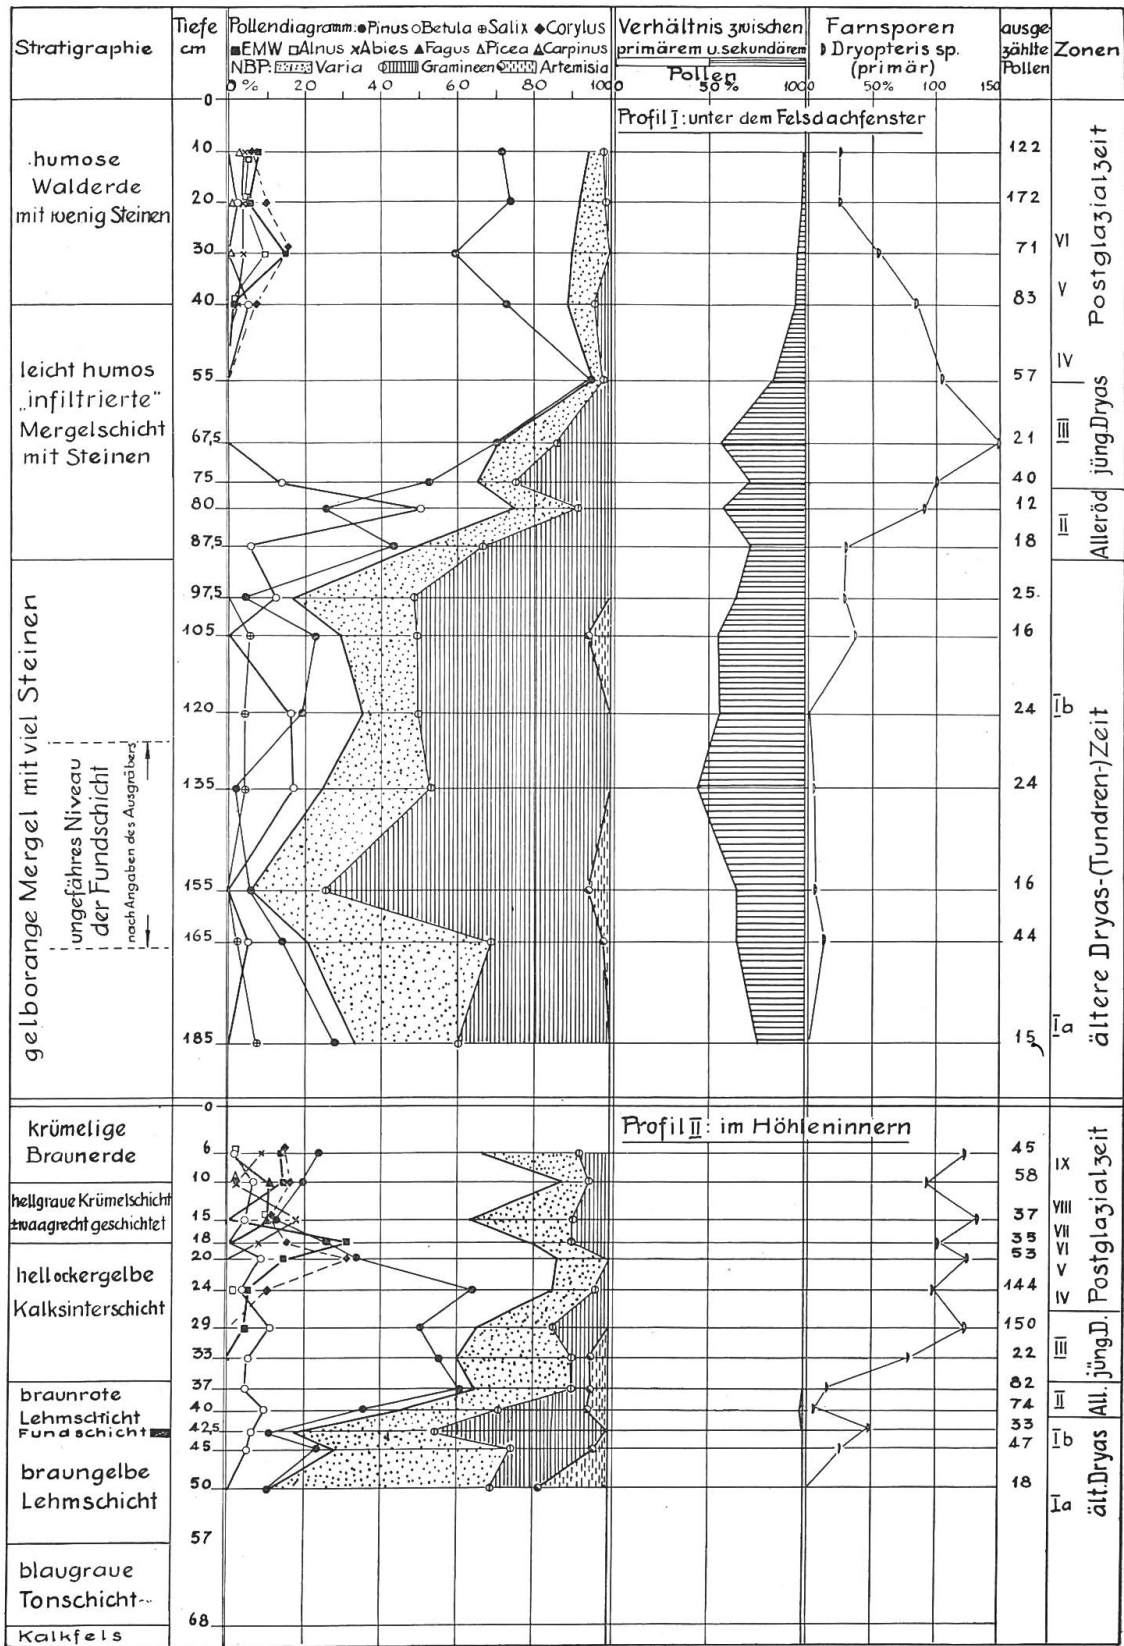 Stratigraphie
Tiefe
cm
Pollendiagramm: ●Pinus ○Betula ⊕Salix ◆Corylus
■EMW □Alnus ×Abies ▲Fagus △Picea ▲Carpinus
NBP: Varia Gramineen Artemisia
0 % 20 40 60 80 100
Verhältnis zwischen
primärem u. sekundärem
Pollen
0 50 % 100
Farnsporen
Dryopteris sp.
(primär)
0 50% 100 150
ausge-
zählte
Pollen
Zonen
0
Profil I: unter dem Felsdachfenster
humose
Walderde
mit wenig Steinen
leicht humos
„infiltrierte"
Mergelschicht
mit Steinen
gelborange Mergel mit viel Steinen
ungefähres Niveau
der Fundschicht
nach Angaben des Ausgräbers
10
20
30
40
55
67,5
75
80
87,5
97,5
105
120
135
155
165
185
122
172
71
83
57
21
40
12
18
25
16
24
24
16
44
15
VI
V
IV
III
II
Ib
Ia
Postglazialzeit
jüng. Dryas
Alleröd
ältere Dryas-(Tundren-)Zeit
0
Profil II: im Höhleninnern
krümelige
Braunerde
hellgraue Krümelschicht
±waagrecht geschichtet
hellockergelbe
Kalksinterschicht
braunrote
Lehmschicht
Fundschicht
braungelbe
Lehmschicht
blaugraue
Tonschicht
Kalkfels
6
10
15
18
20
24
29
33
37
40
42,5
45
50
57
68
45
58
37
35
53
144
150
22
82
74
33
47
18
IX
VIII
VII
VI
V
IV
III
II
Ib
Ia
Postglazialzeit
jüng.D.
All.
ält.Dryas